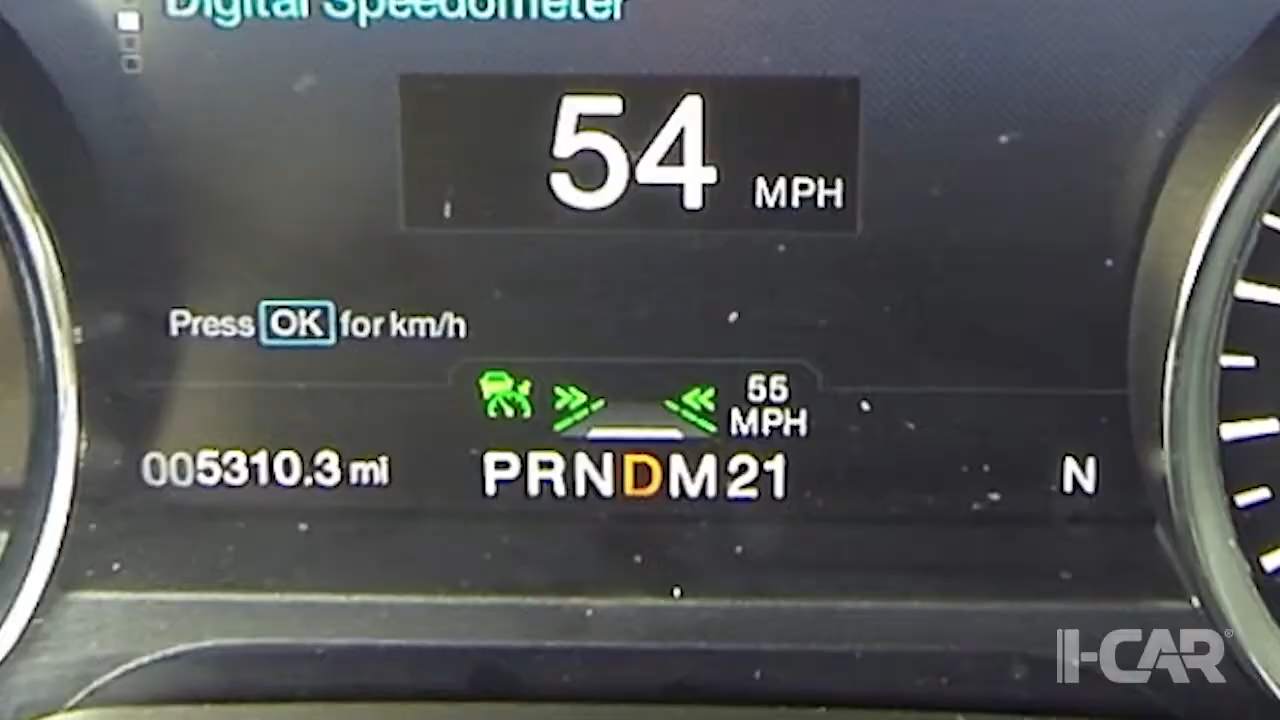 Digital Speedometer
54 MPH
Press OK for km/h
55
MPH
005310.3 mi
PRNDM21
N
I-CAR®